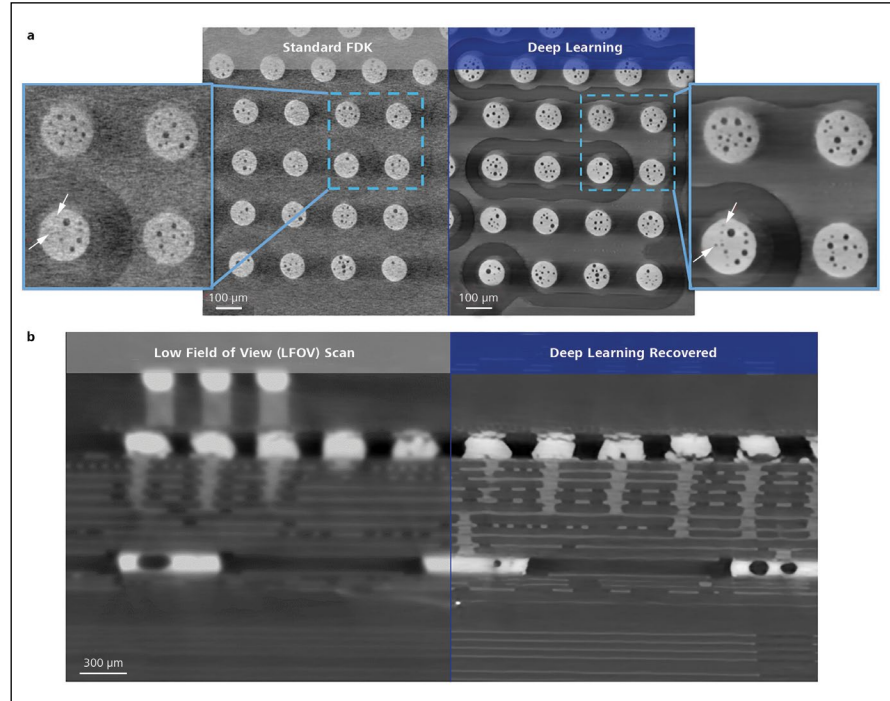 a
Standard FDK
Deep Learning
100 µm
100 µm
b
Low Field of View (LFOV) Scan
Deep Learning Recovered
300 µm